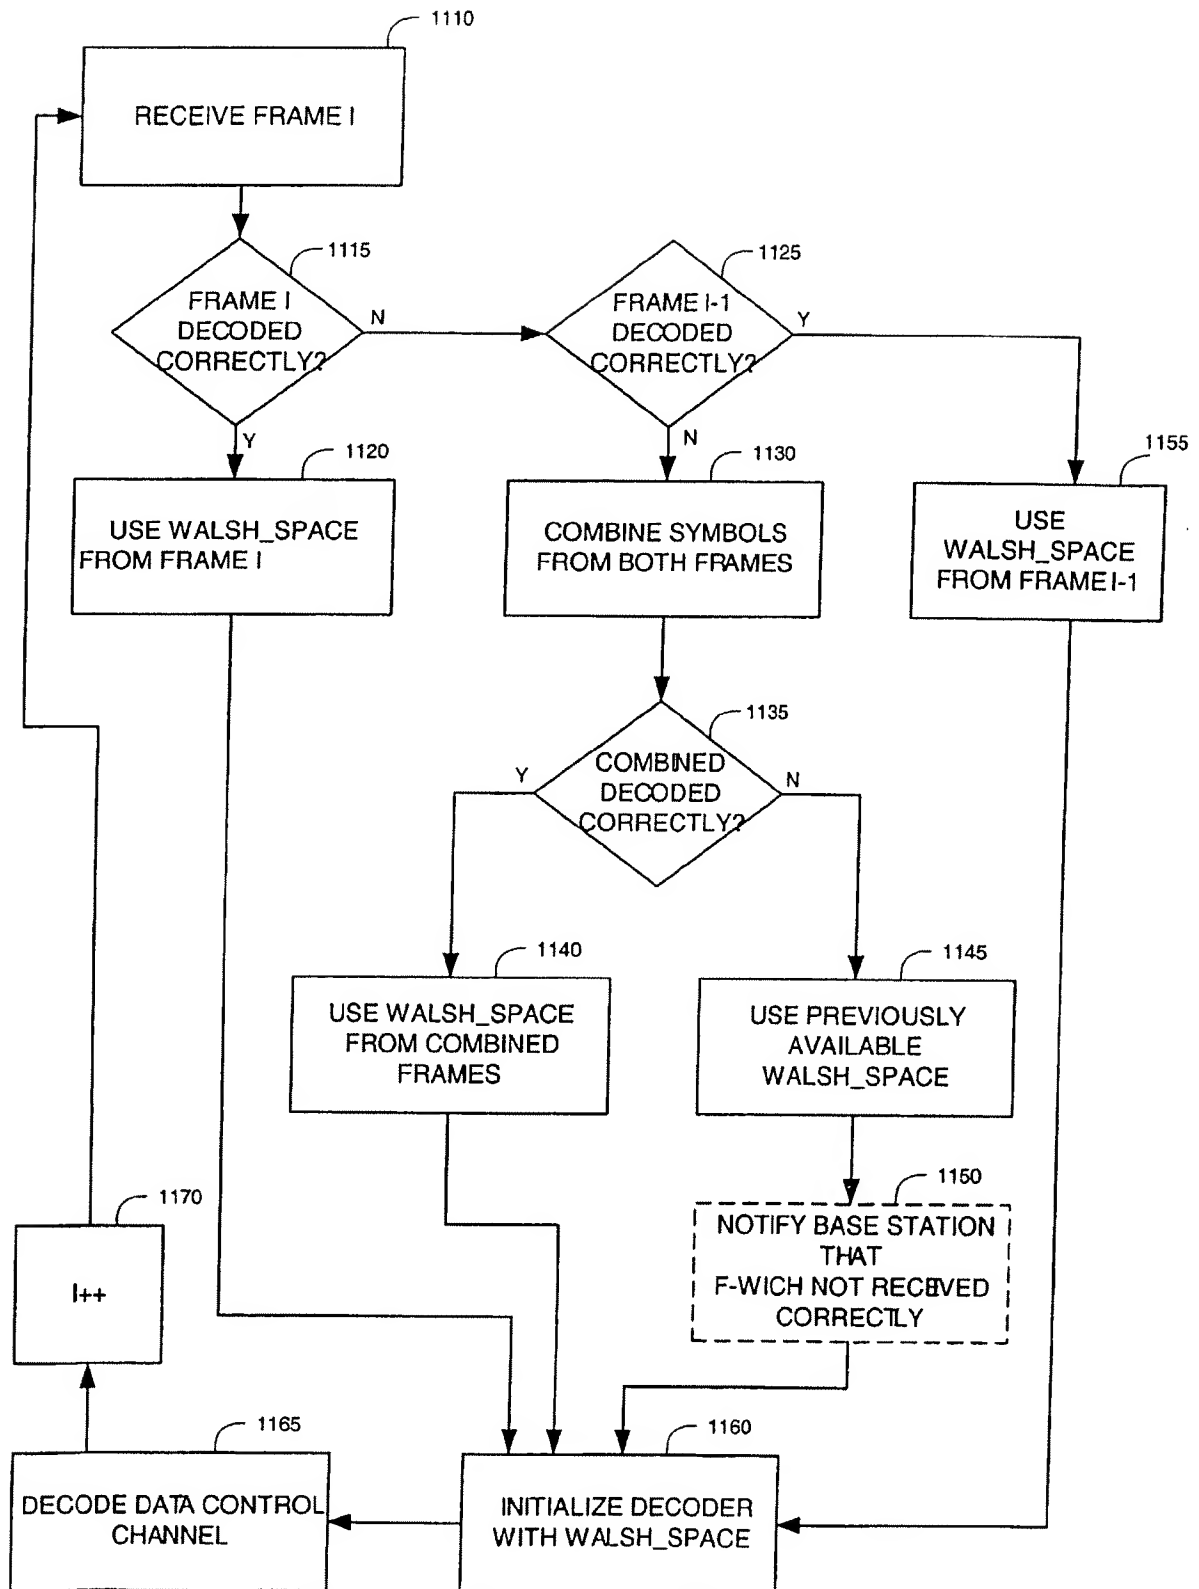 1110
RECEIVE FRAME I
1115
FRAME I
DECODED
CORRECTLY?
N
Y
1125
FRAME I-1
DECODED
CORRECTLY?
Y
N
1120
USE WALSH_SPACE
FROM FRAME I
1130
COMBINE SYMBOLS
FROM BOTH FRAMES
1155
USE
WALSH_SPACE
FROM FRAME I-1
1135
COMBINED
DECODED
CORRECTLY?
Y
N
1140
USE WALSH_SPACE
FROM COMBINED
FRAMES
1145
USE PREVIOUSLY
AVAILABLE
WALSH_SPACE
1150
NOTIFY BASE STATION
THAT
F-WICH NOT RECEIVED
CORRECTLY
1170
I++
1165
DECODE DATA CONTROL
CHANNEL
1160
INITIALIZE DECODER
WITH WALSH_SPACE